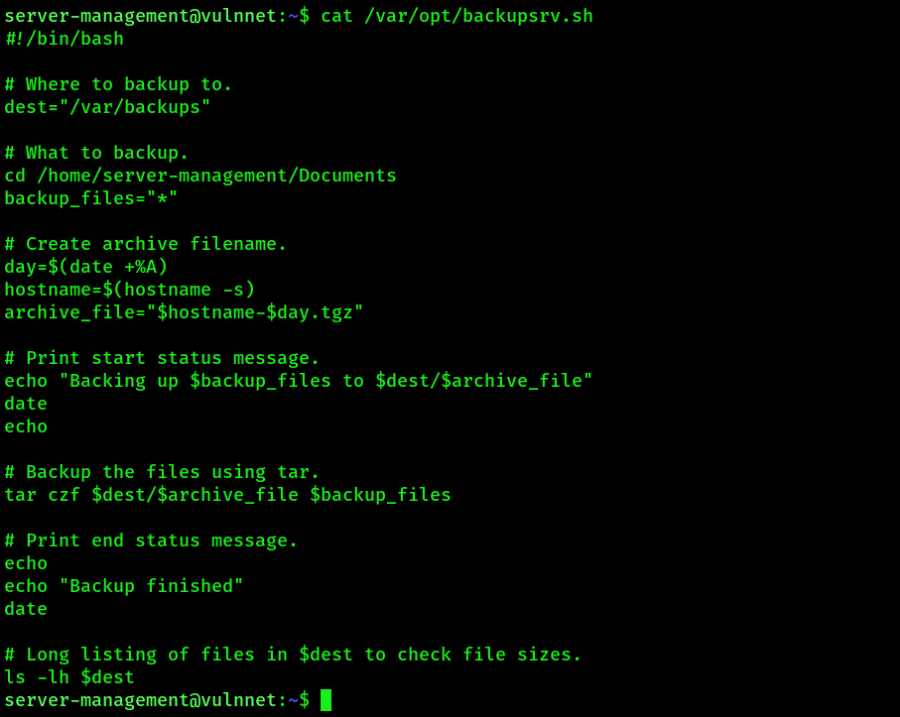 server-management@vulnnet:~$ cat /var/opt/backupsrv.sh
#!/bin/bash
# Where to backup to.
dest="/var/backups"
# What to backup.
cd /home/server-management/Documents
backup_files="*"
# Create archive filename.
day=$(date +%A)
hostname=$(hostname -s)
archive_file="$hostname-$day.tgz"
# Print start status message.
echo "Backing up $backup_files to $dest/$archive_file"
date
echo
# Backup the files using tar.
tar czf $dest/$archive_file $backup_files
# Print end status message.
echo
echo "Backup finished"
date
# Long listing of files in $dest to check file sizes.
ls -lh $dest
server-management@vulnnet:~$